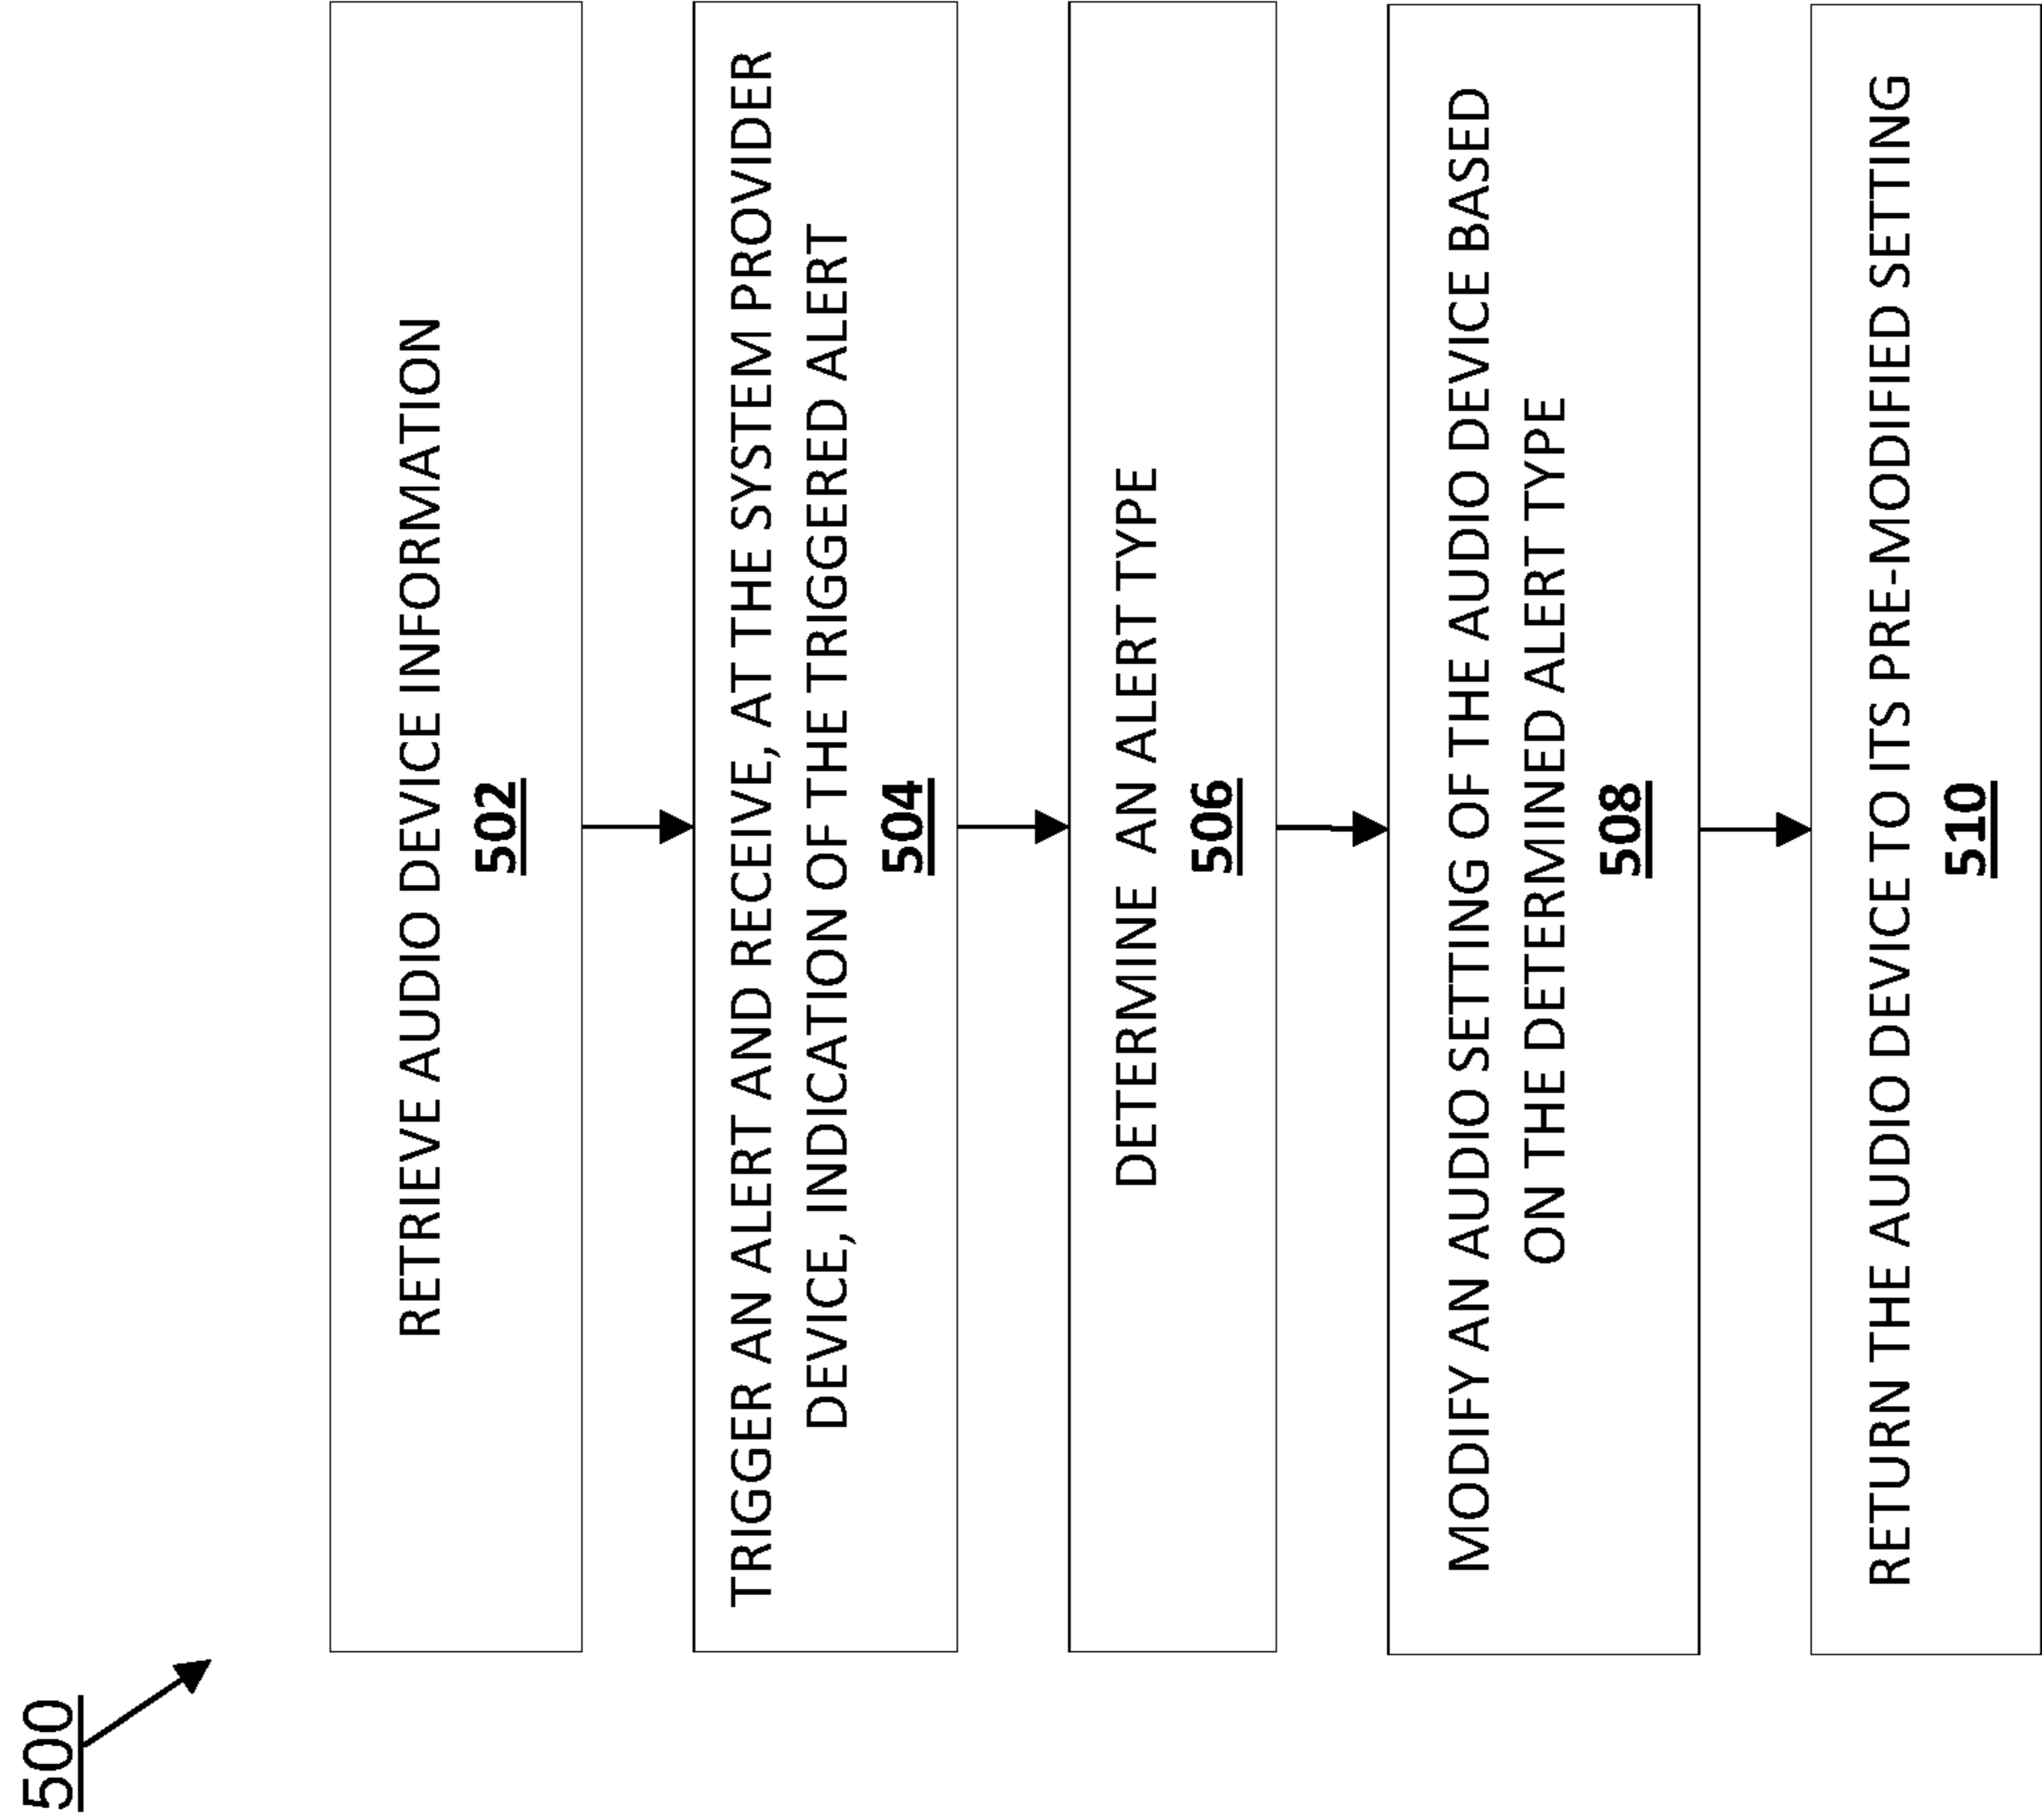 500
RETRIEVE AUDIO DEVICE INFORMATION
502
TRIGGER AN ALERT AND RECEIVE, AT THE SYSTEM PROVIDER
DEVICE, INDICATION OF THE TRIGGERED ALERT
504
DETERMINE AN ALERT TYPE
506
MODIFY AN AUDIO SETTING OF THE AUDIO DEVICE BASED
ON THE DETERMINED ALERT TYPE
508
RETURN THE AUDIO DEVICE TO ITS PRE-MODIFIED SETTING
510